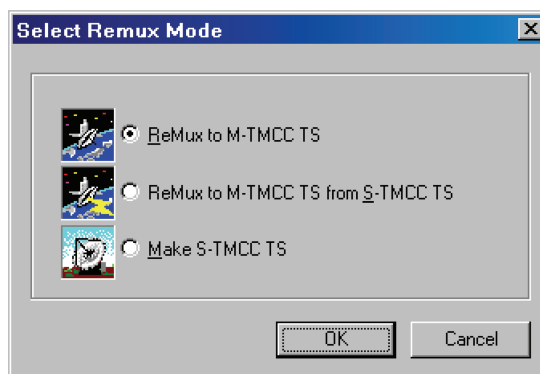 Select Remux Mode
ReMux to M-TMCC TS
ReMux to M-TMCC TS from S-TMCC TS
Make S-TMCC TS
OK
Cancel